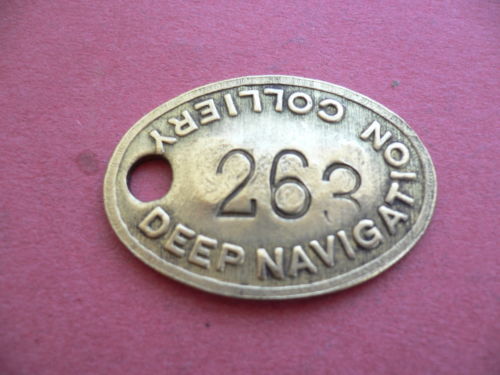 DEEP NAVIGATION COLLIERY
263